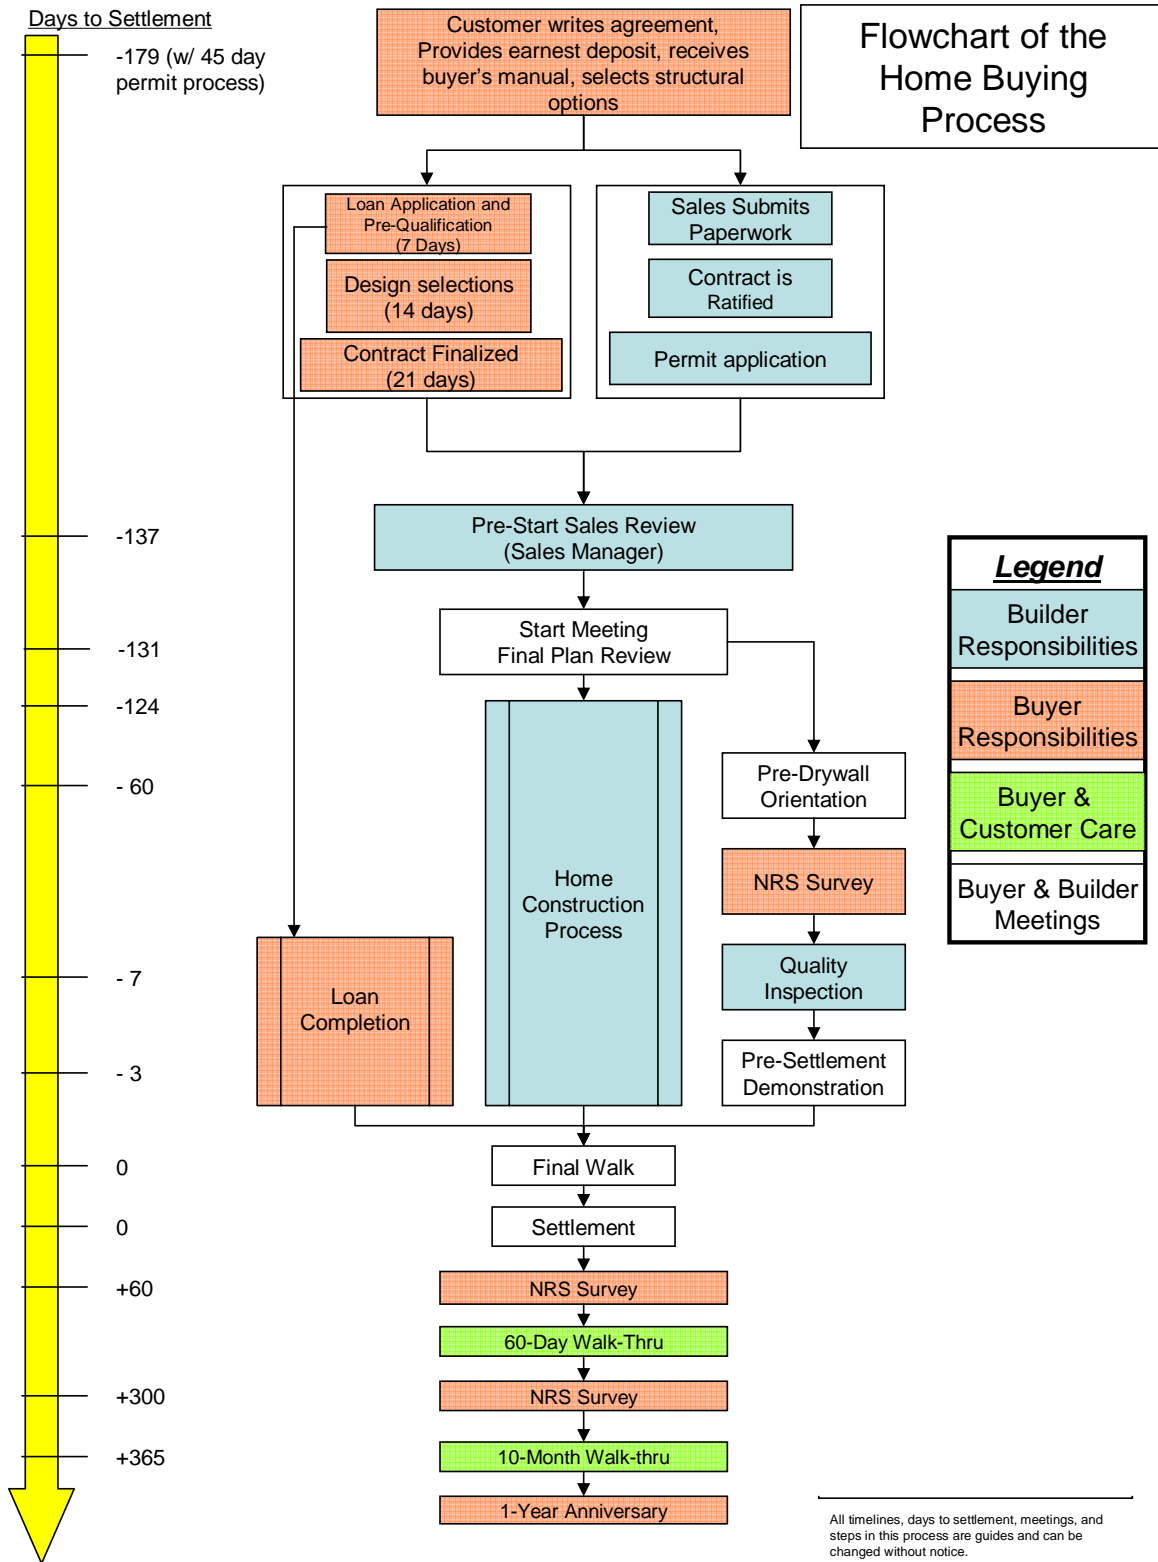 Days to Settlement
-179 (w/ 45 day
permit process)
Customer writes agreement,
Provides earnest deposit, receives
buyer's manual, selects structural
options
Flowchart of the
Home Buying
Process
Loan Application and
Pre-Qualification
(7 Days)
Design selections
(14 days)
Contract Finalized
(21 days)
Sales Submits
Paperwork
Contract is
Ratified
Permit application
-137
Pre-Start Sales Review
(Sales Manager)
-131
Start Meeting
Final Plan Review
-124
- 60
Pre-Drywall
Orientation
NRS Survey
Home
Construction
Process
Quality
Inspection
- 7
Loan
Completion
- 3
Pre-Settlement
Demonstration
Legend
Builder
Responsibilities
Buyer
Responsibilities
Buyer &
Customer Care
Buyer & Builder
Meetings
0
Final Walk
0
Settlement
+60
NRS Survey
60-Day Walk-Thru
+300
NRS Survey
+365
10-Month Walk-thru
1-Year Anniversary
All timelines, days to settlement, meetings, and
steps in this process are guides and can be
changed without notice.